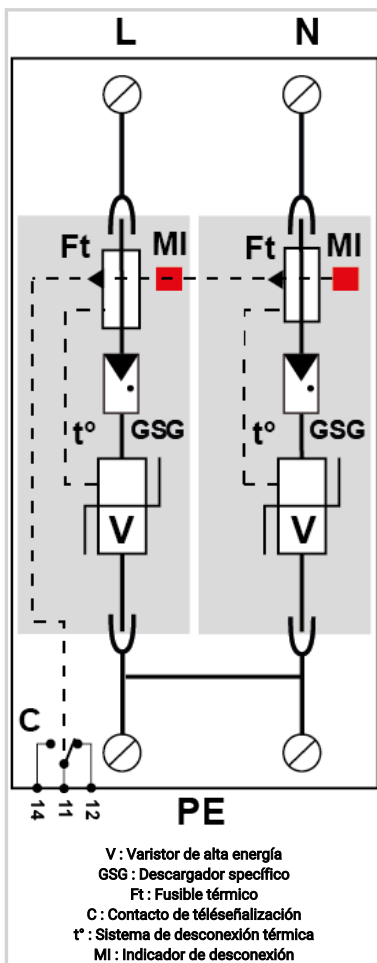 L N
Ft MI Ft MI
t° GSG t° GSG
V V
C
14 11 12
PE
V : Varistor de alta energía
GSG : Descargador specífico
Ft : Fusible térmico
C : Contacto de téléseñalización
t° : Sistema de desconexión térmica
MI : Indicador de desconexión